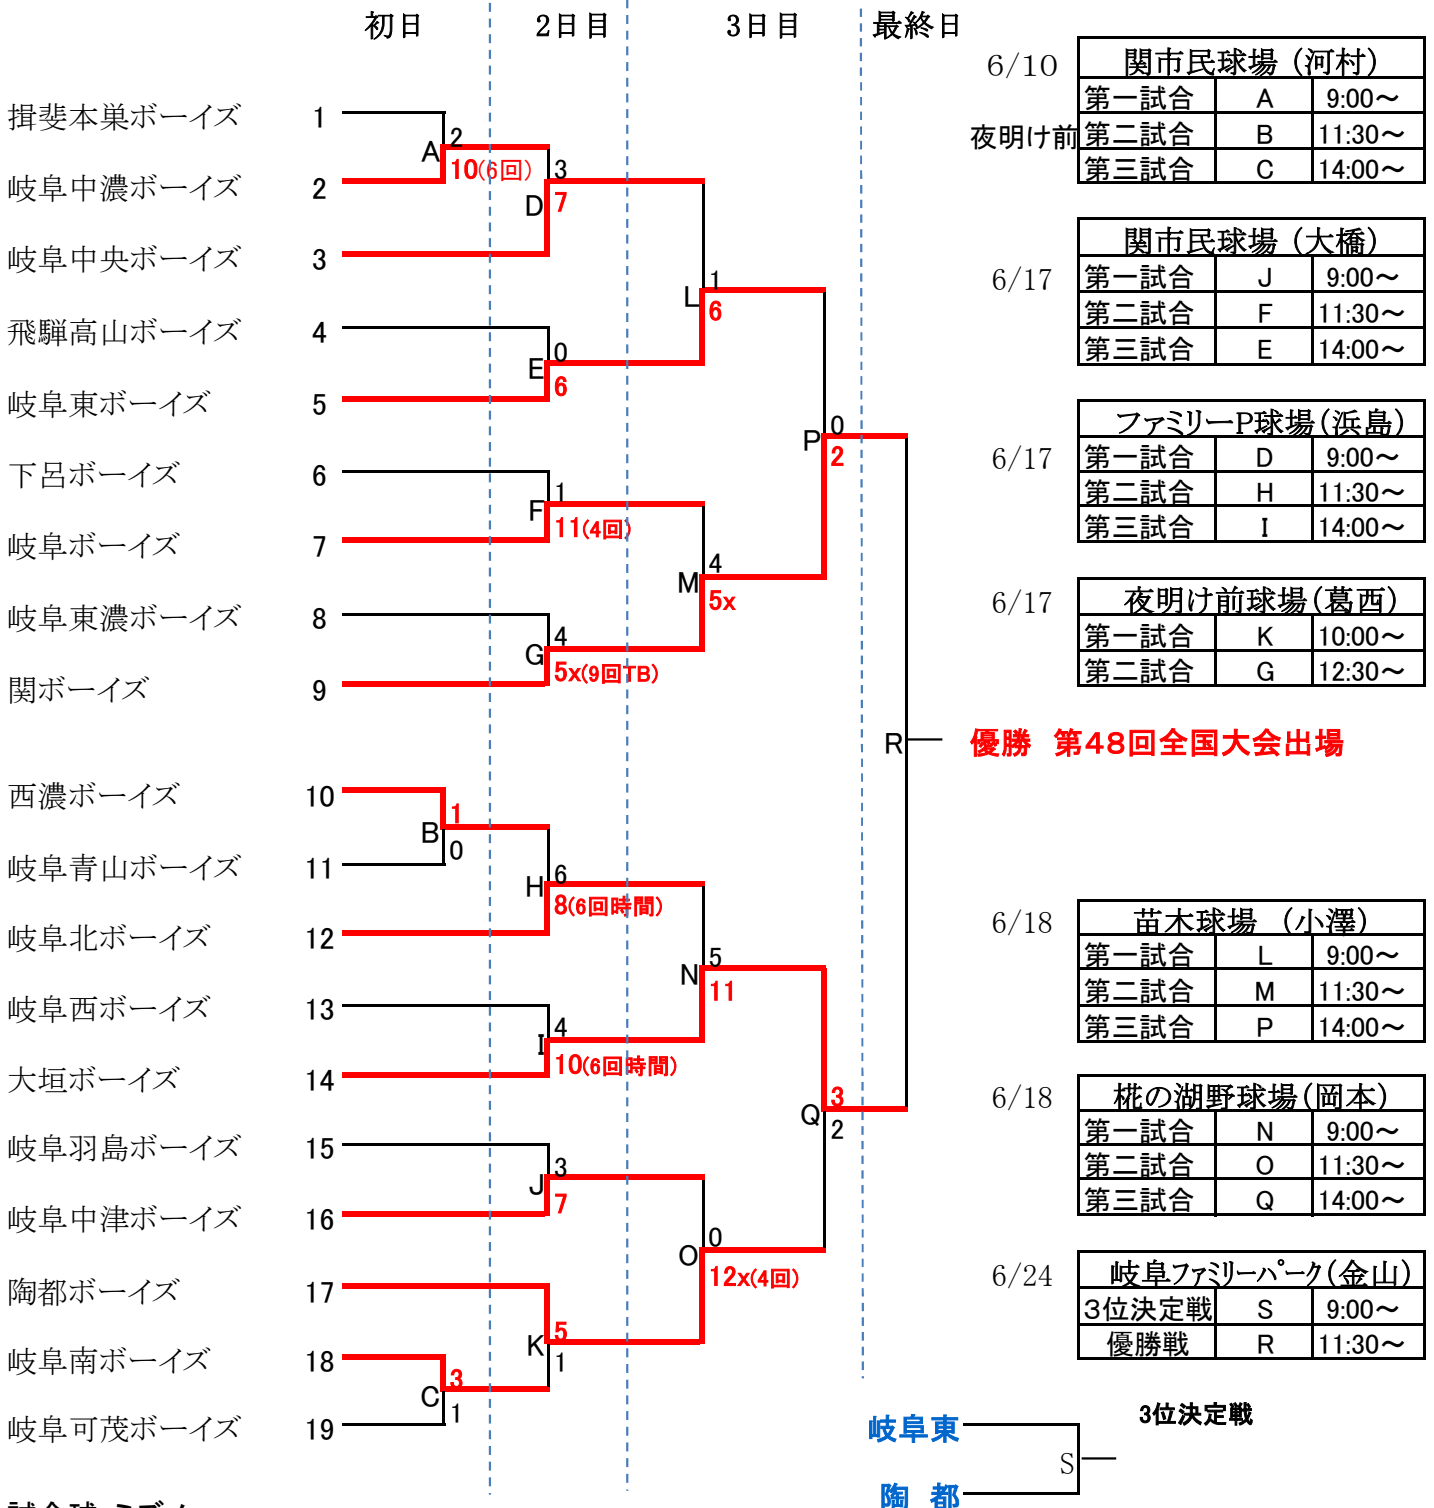 初日 2日目 3日目 最終日
揖斐本巣ボーイズ 1
岐阜中濃ボーイズ 2
岐阜中央ボーイズ 3
飛騨高山ボーイズ 4
岐阜東ボーイズ 5
下呂ボーイズ 6
岐阜ボーイズ 7
岐阜東濃ボーイズ 8
関ボーイズ 9
西濃ボーイズ 10
岐阜青山ボーイズ 11
岐阜北ボーイズ 12
岐阜西ボーイズ 13
大垣ボーイズ 14
岐阜羽島ボーイズ 15
岐阜中津ボーイズ 16
陶都ボーイズ 17
岐阜南ボーイズ 18
岐阜可茂ボーイズ 19
A 2
10(6回)
B 1
0
C 3
1
D 3
7
E 0
6
F 1
11(4回)
G 4
5x(9回TB)
H 6
8(6回時間)
I 4
10(6回時間)
J 3
7
K 5
1
L 1
6
M 4
5x
N 5
11
O 0
12x(4回)
P 0
2
Q 3
2
R
優勝 第48回全国大会出場
6/10 関市民球場 (河村)
第一試合 A 9:00～
夜明け前 第二試合 B 11:30～
第三試合 C 14:00～
関市民球場 (大橋)
6/17 第一試合 J 9:00～
第二試合 F 11:30～
第三試合 E 14:00～
ファミリーP球場(浜島)
6/17 第一試合 D 9:00～
第二試合 H 11:30～
第三試合 I 14:00～
6/17 夜明け前球場(葛西)
第一試合 K 10:00～
第二試合 G 12:30～
6/18 苗木球場 (小澤)
第一試合 L 9:00～
第二試合 M 11:30～
第三試合 P 14:00～
6/18 椛の湖野球場(岡本)
第一試合 N 9:00～
第二試合 O 11:30～
第三試合 Q 14:00～
6/24 岐阜ファミリーパーク(金山)
3位決定戦 S 9:00～
優勝戦 R 11:30～
3位決定戦
岐阜東
S
陶 都